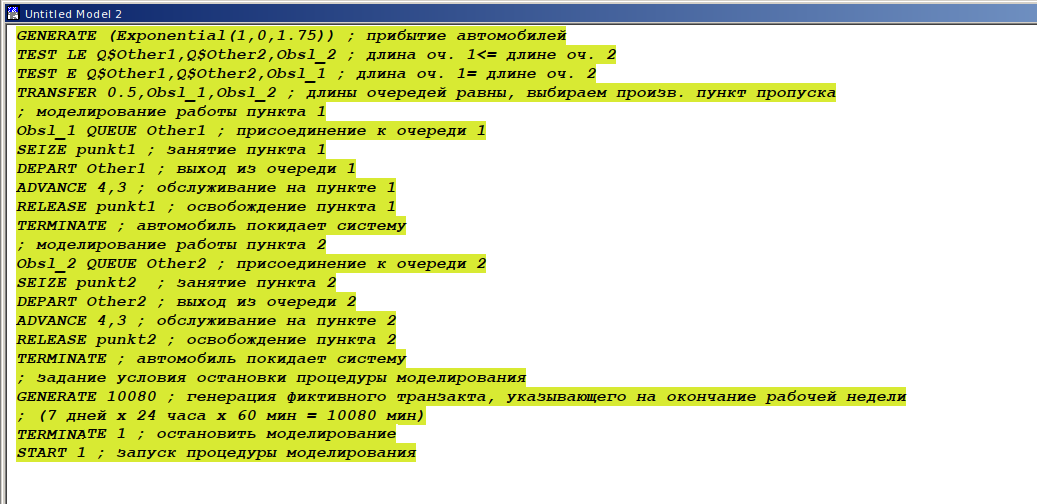 Untitled Model 2
GENERATE (Exponential(1,0,1.75)) ; прибытие автомобилей
TEST LE Q$Other1,Q$Other2,Obsl_2 ; длина оч. 1<= длине оч. 2
TEST E Q$Other1,Q$Other2,Obsl_1 ; длина оч. 1= длине оч. 2
TRANSFER 0.5,Obsl_1,Obsl_2 ; длины очередей равны, выбираем произв. пункт пропуска
; моделирование работы пункта 1
Obsl_1 QUEUE Other1 ; присоединение к очереди 1
SEIZE punkt1 ; занятие пункта 1
DEPART Other1 ; выход из очереди 1
ADVANCE 4,3 ; обслуживание на пункте 1
RELEASE punkt1 ; освобождение пункта 1
TERMINATE ; автомобиль покидает систему
; моделирование работы пункта 2
Obsl_2 QUEUE Other2 ; присоединение к очереди 2
SEIZE punkt2  ; занятие пункта 2
DEPART Other2 ; выход из очереди 2
ADVANCE 4,3 ; обслуживание на пункте 2
RELEASE punkt2 ; освобождение пункта 2
TERMINATE ; автомобиль покидает систему
; задание условия остановки процедуры моделирования
GENERATE 10080 ; генерация фиктивного транзакта, указывающего на окончание рабочей недели
; (7 дней х 24 часа х 60 мин = 10080 мин)
TERMINATE 1 ; остановить моделирование
START 1 ; запуск процедуры моделирования